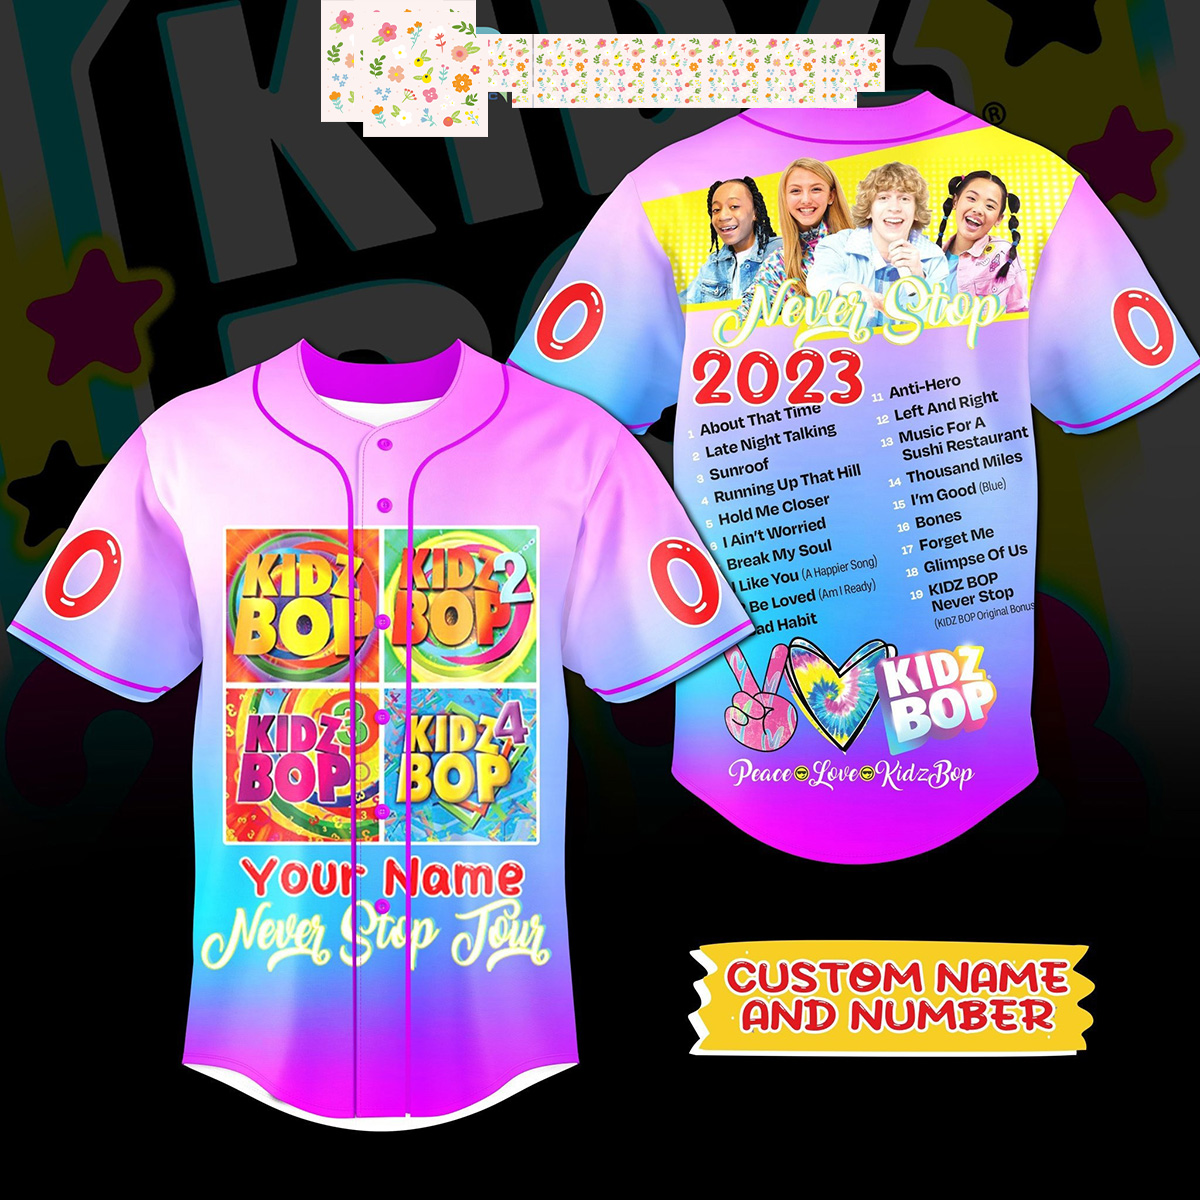 KIDZ
BOP
®
Never Stop
2023
1 About That Time
2 Late Night Talking
3 Sunroof
4 Running Up That Hill
5 Hold Me Closer
6 I Ain't Worried
Break My Soul
I Like You (A Happier Song)
Be Loved (Am I Ready)
ad Habit
11 Anti-Hero
12 Left And Right
13 Music For A
Sushi Restaurant
14 Thousand Miles
15 I'm Good (Blue)
16 Bones
17 Forget Me
18 Glimpse Of Us
19 KIDZ BOP
Never Stop
(KIDZ BOP Original Bonus
KIDZ
BOP
Peace Love KidzBop
0
0
0
0
KIDZ
BOP
KIDZ 2
BOP
KIDZ 3
BOP
KIDZ 4
BOP
Your Name
Never Stop Tour
CUSTOM NAME
AND NUMBER